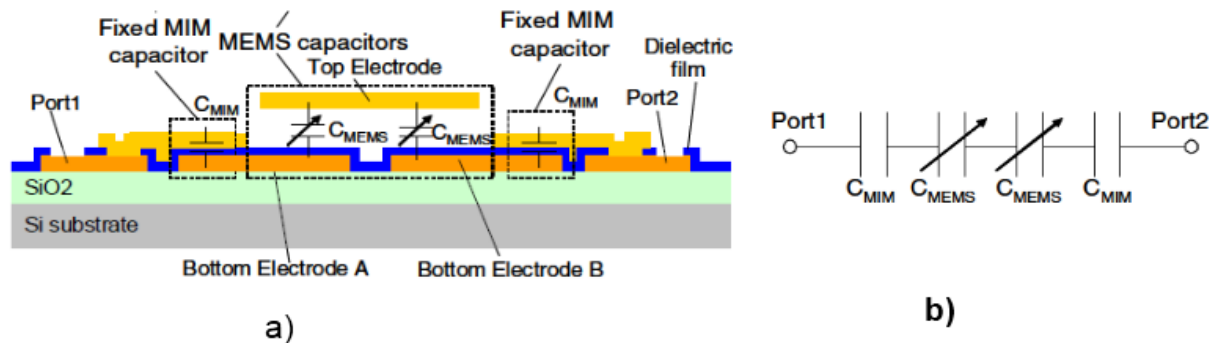 Fixed MIM
capacitor
MEMS capacitors
Top Electrode
Fixed MIM
capacitor
Dielectric
film
Port1
CMIM
CMEMS
CMEMS
CMIM
Port2
SiO2
Si substrate
Bottom Electrode A
Bottom Electrode B
a)
Port1
Port2
CMIM
CMEMS
CMEMS
CMIM
b)